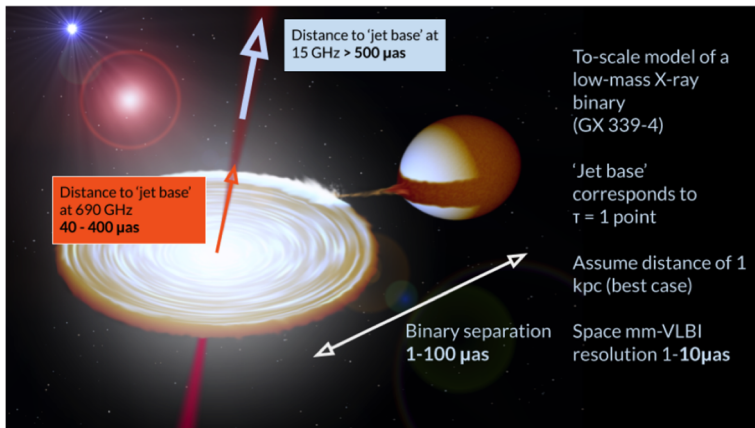 Distance to 'jet base' at
15 GHz > 500 μas
To-scale model of a
low-mass X-ray
binary
(GX 339-4)
'Jet base'
corresponds to
τ = 1 point
Assume distance of 1
kpc (best case)
Space mm-VLBI
resolution 1-10μas
Distance to 'jet base'
at 690 GHz
40 - 400 μas
Binary separation
1-100 μas